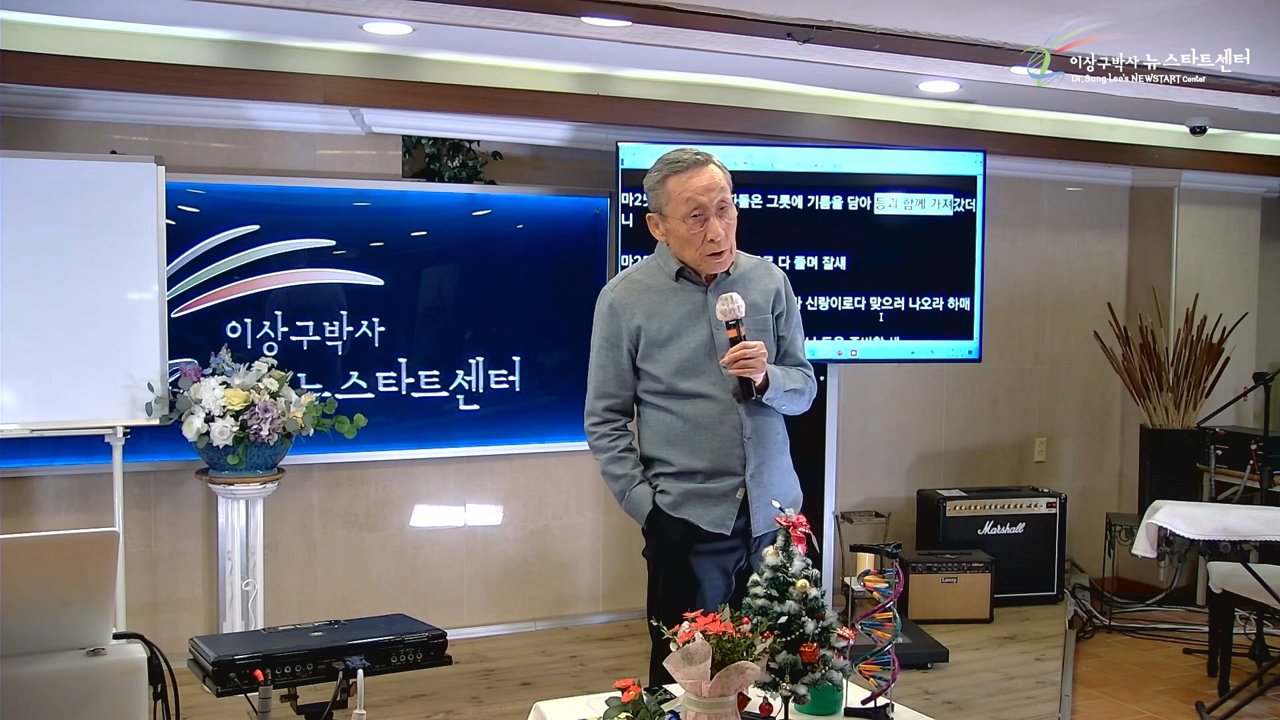 이상구박사 뉴스타트센터
Dr. Sang Lee's NEWSTART Center
이상구박사
뉴스타트센터
마25
들은 그릇에 기름을 담아 등과 함께 가져갔더
니
마25
다 졸며 잘새
신랑이로다 맞으러 나오라 하매
Marshall
Laney